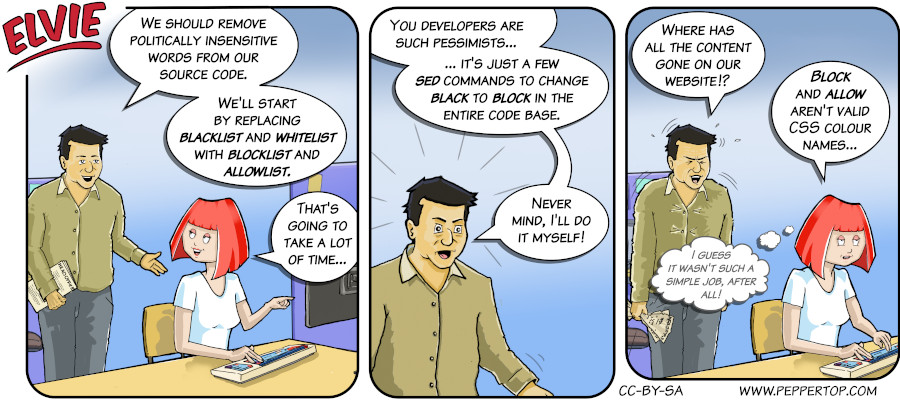 ELVIE
WE SHOULD REMOVE
POLITICALLY INSENSITIVE
WORDS FROM OUR
SOURCE CODE.
WE'LL START
BY REPLACING
BLACKLIST AND WHITELIST
WITH BLOCKLIST AND
ALLOWLIST.
THAT'S
GOING TO
TAKE A LOT
OF TIME...
YOU DEVELOPERS ARE
SUCH PESSIMISTS...
... IT'S JUST A FEW
SED COMMANDS TO CHANGE
BLACK TO BLOCK IN THE
ENTIRE CODE BASE.
NEVER
MIND, I'LL DO
IT MYSELF!
WHERE HAS
ALL THE CONTENT
GONE ON OUR
WEBSITE!?
BLOCK
AND ALLOW
AREN'T VALID
CSS COLOUR
NAMES...
I GUESS
IT WASN'T SUCH A
SIMPLE JOB, AFTER
ALL!
CC-BY-SA
WWW.PEPPERTOP.COM